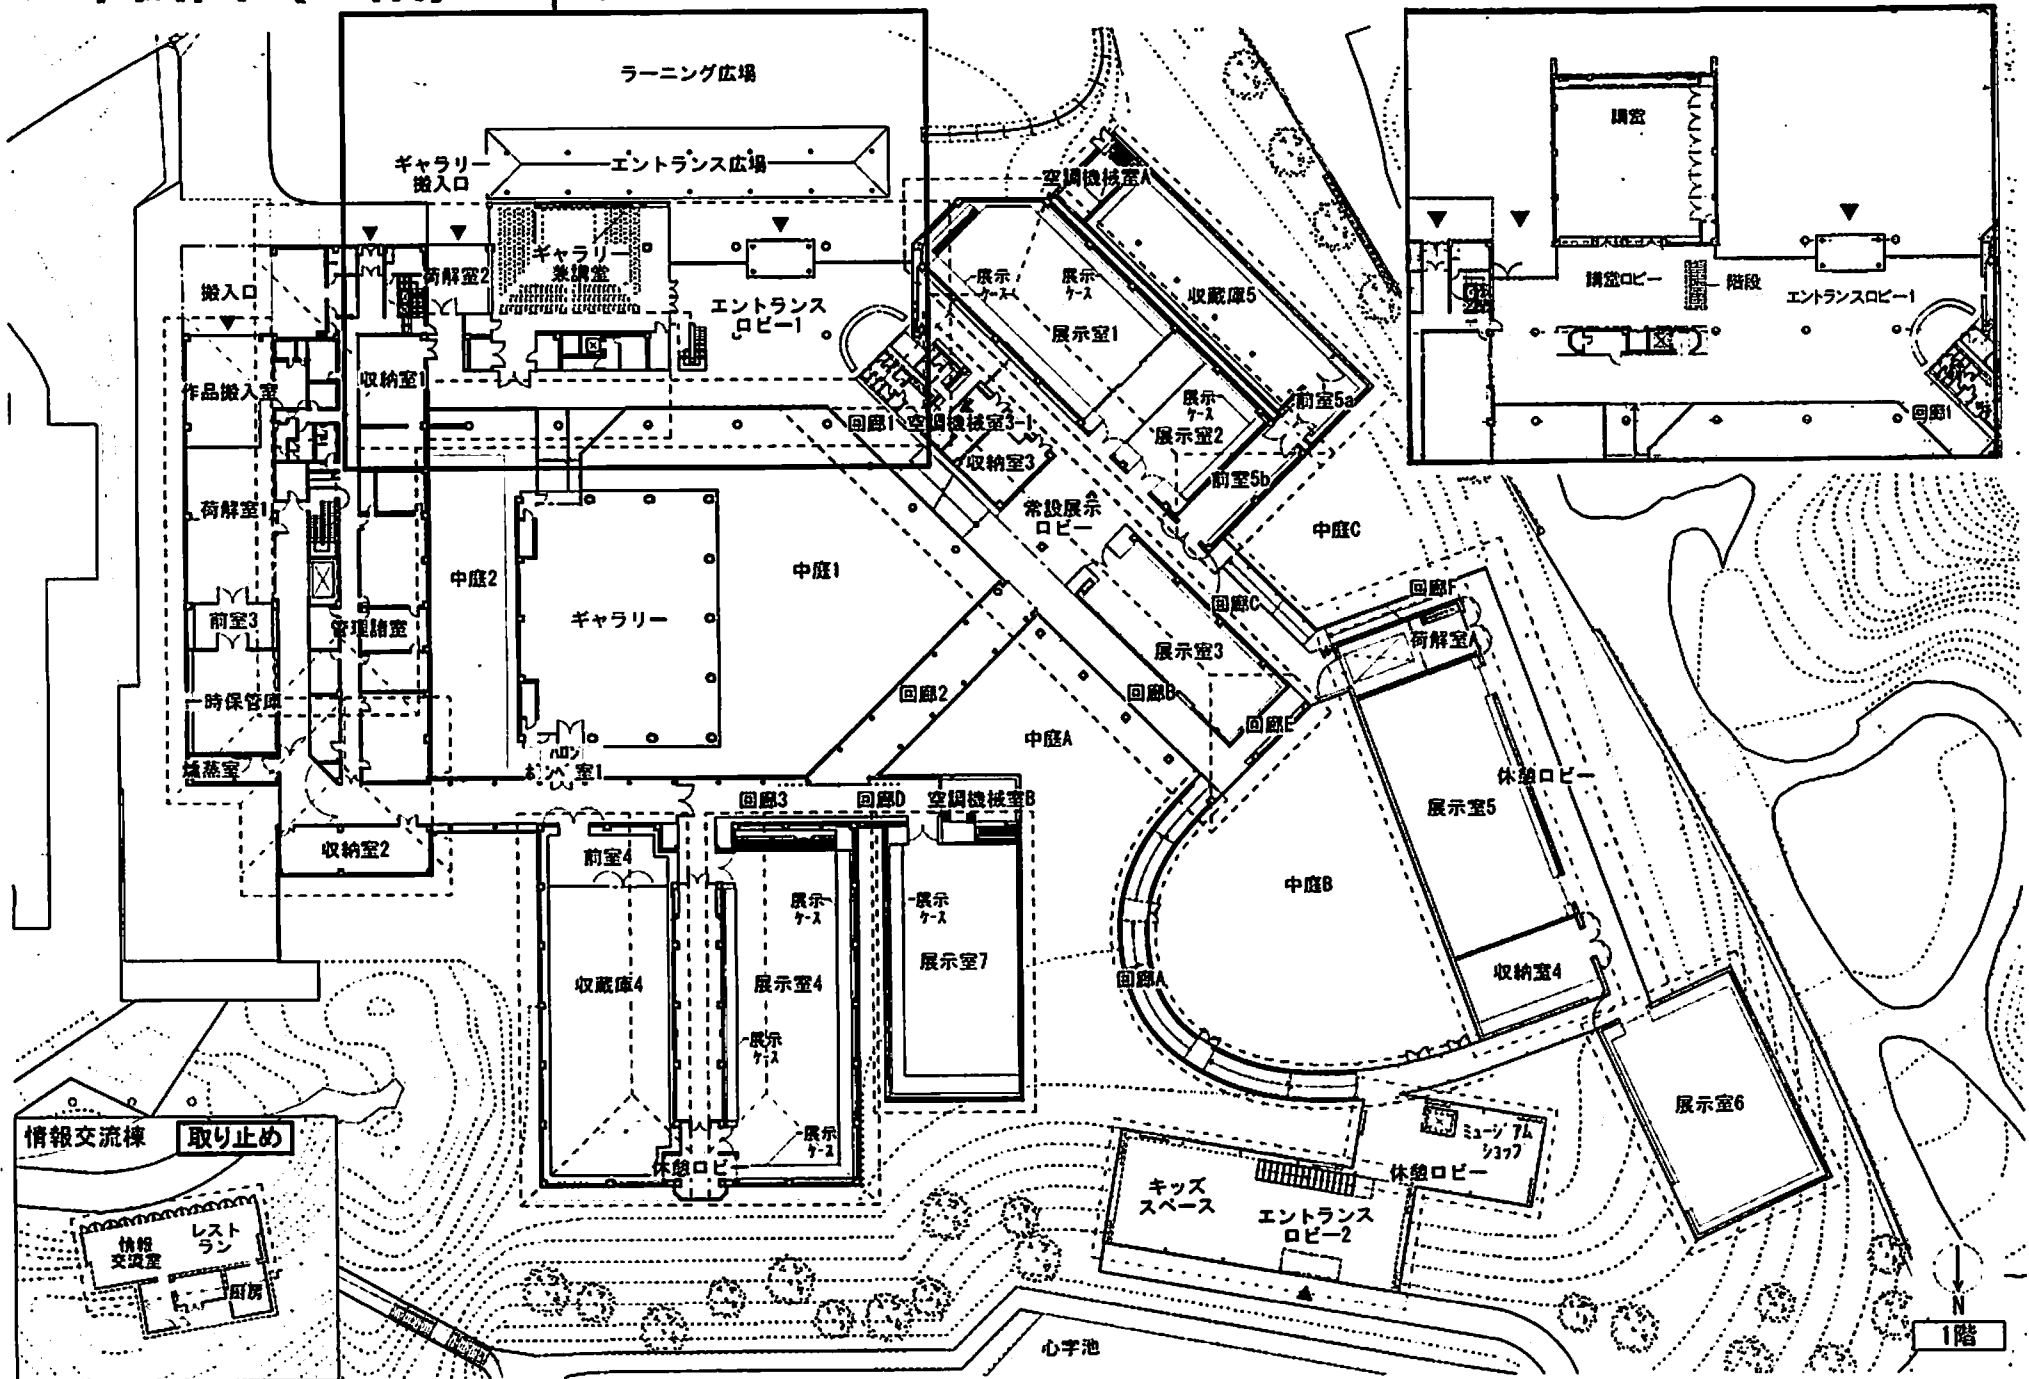 ラーニング広場
エントランス広場
ギャラリー
搬入口
ギャラリー
兼講堂
荷解室2
搬入口
エントランス
ロビー1
収納室1
作品搬入室
荷解室1
前室3
一時保管庫
燻蒸室
管理諸室
収納室2
中庭2
ギャラリー
中庭1
ハロン
ボンベ室1
回廊1
空調機械室3-1
収納室3
常設展示
ロビー
空調機械室A
展示
ケース
展示
ケース
展示室1
収蔵庫5
展示
ケース
展示室2
前室5a
前室5b
中庭C
回廊C
展示室3
回廊B
回廊E
回廊2
中庭A
回廊F
荷解室A
休憩ロビー
展示室5
収納室4
中庭B
回廊A
展示室6
回廊3
回廊D
空調機械室B
前室4
収蔵庫4
展示
ケース
展示室4
展示
ケース
展示
ケース
休憩ロビー
展示
ケース
展示室7
キッズ
スペース
エントランス
ロビー2
休憩ロビー
ミュージアム
ショップ
心字池
講堂
講堂ロビー
階段
エントランスロビー1
回廊1
情報交流棟
取り止め
情報
交流室
レスト
ラン
厨房
N
1階